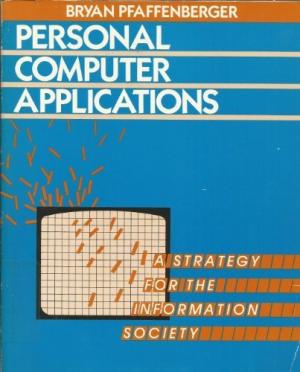 BRYAN PFAFFENBERGER
PERSONAL
COMPUTER
APPLICATIONS
A STRATEGY
FOR THE
INFORMATION
SOCIETY